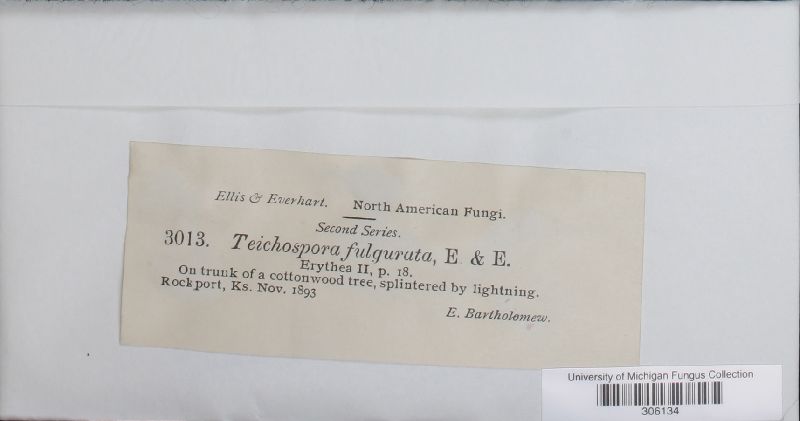 Ellis & Everhart. North American Fungi.
Second Series.
3013. Teichospora fulgurata, E. & E.
Erythea II, p. 18.
On trunk of a cottonwood tree, splintered by lightning.
Rockport, Ks. Nov. 1893
E. Bartholomew.
University of Michigan Fungus Collection
306134